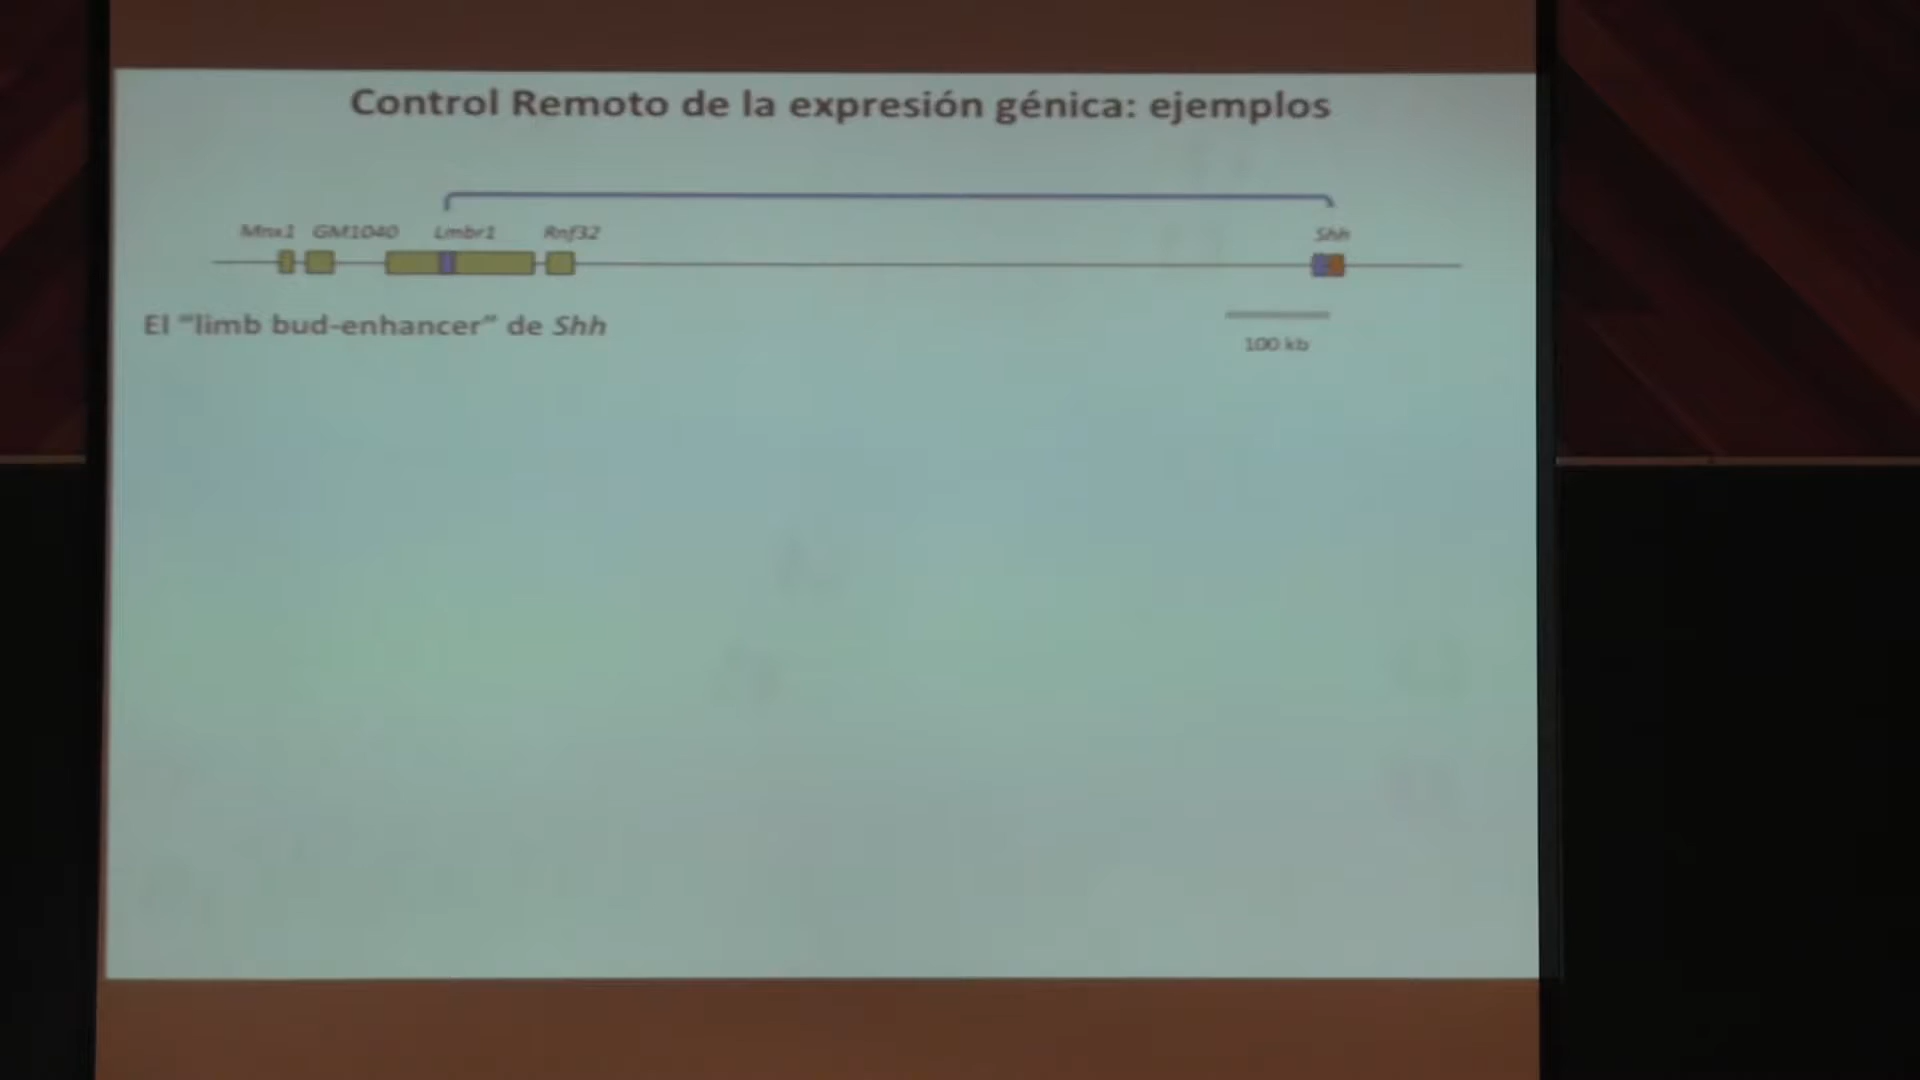 Control Remoto de la expresión génica: ejemplos
Mnx1 GM1040 Lmbr1 Rnf32 Shh
El "limb bud-enhancer" de Shh
100 kb